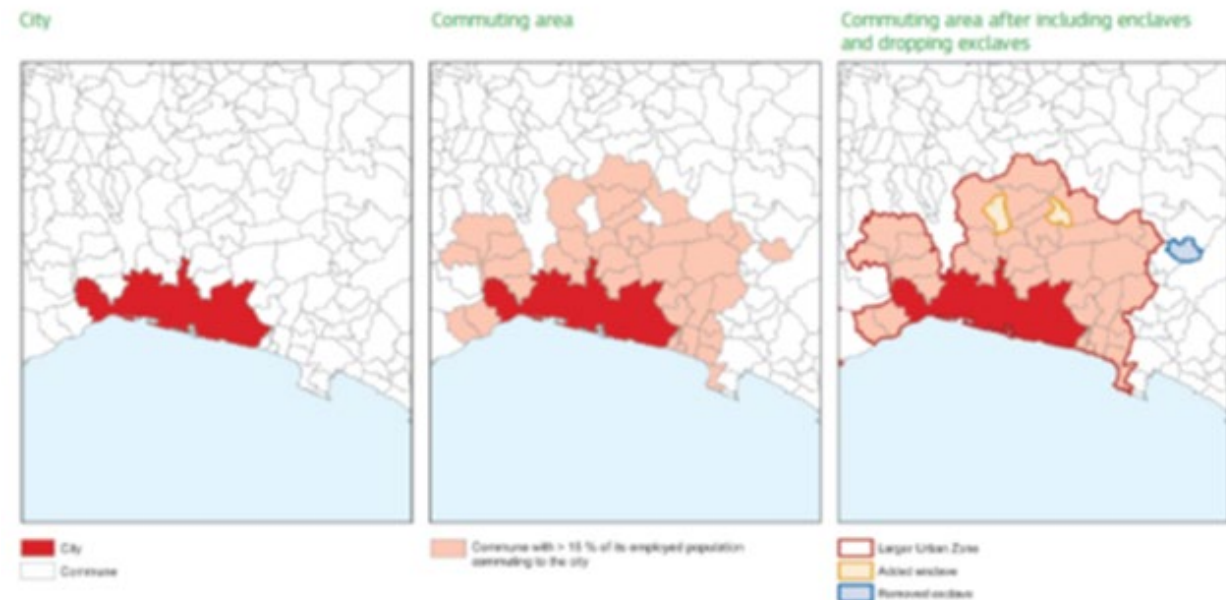 City
Commuting area
Commuting area after including enclaves
and dropping exclaves
City
Commune
Commune with > 15 % of its employed population
commuting to the city
Larger Urban Zone
Added enclave
Removed exclave